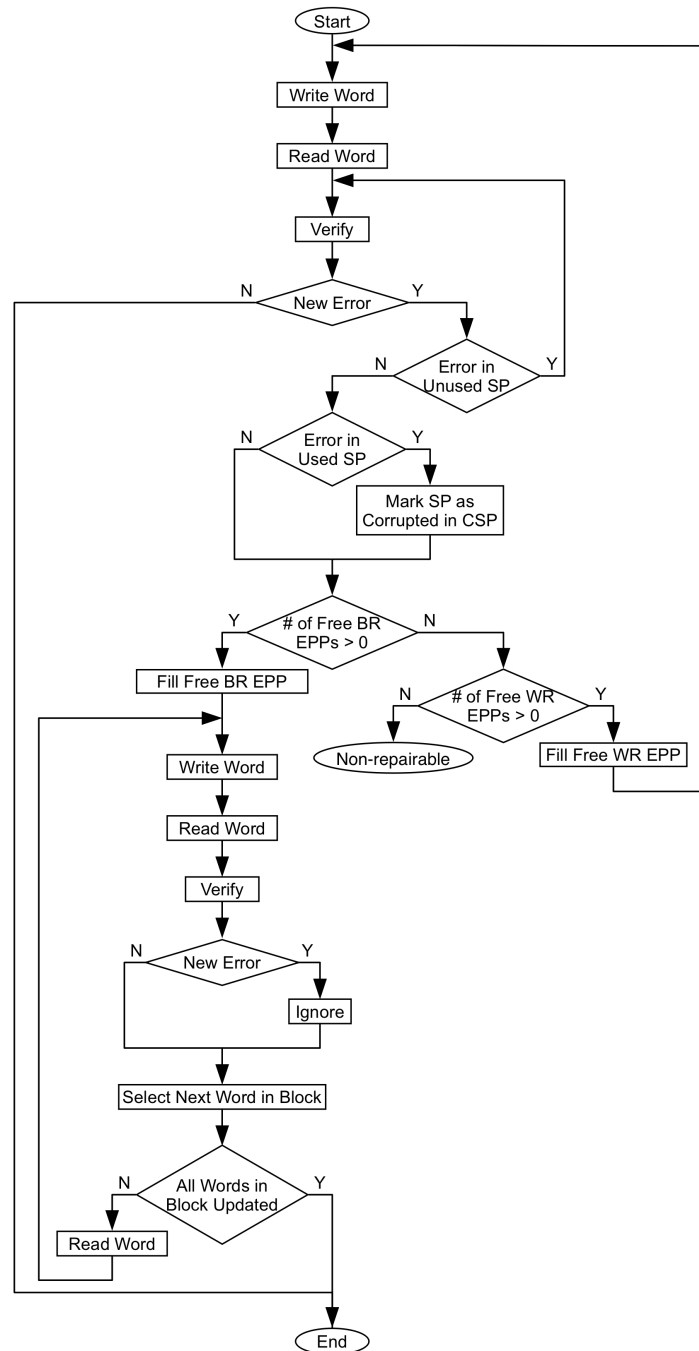 Start
Write Word
Read Word
Verify
N
New Error
Y
N
Error in
Unused SP
Y
N
Error in
Used SP
Y
Mark SP as
Corrupted in CSP
Y
# of Free BR
EPPs > 0
N
Fill Free BR EPP
N
# of Free WR
EPPs > 0
Y
Non-repairable
Fill Free WR EPP
Write Word
Read Word
Verify
N
New Error
Y
Ignore
Select Next Word in Block
N
All Words in
Block Updated
Y
Read Word
End